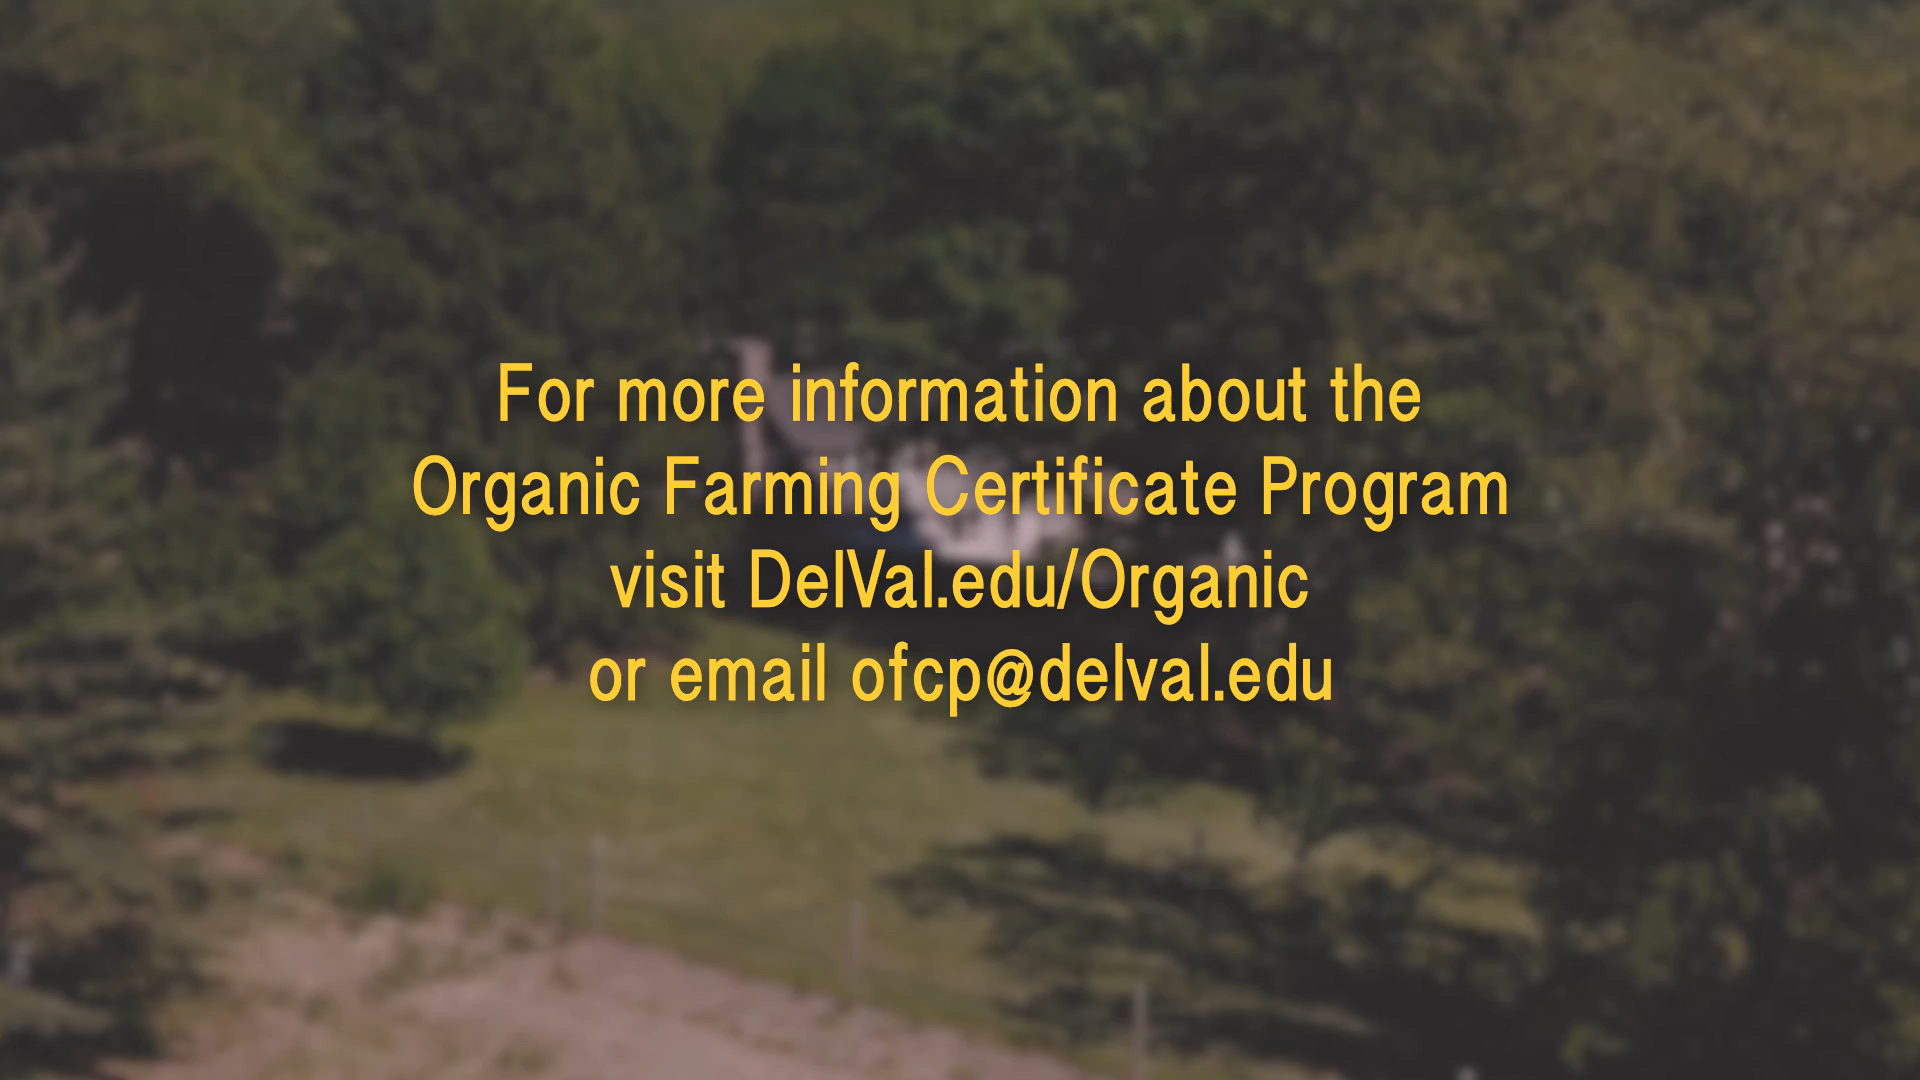 For more information about the
Organic Farming Certificate Program
visit DelVal.edu/Organic
or email ofcp@delval.edu